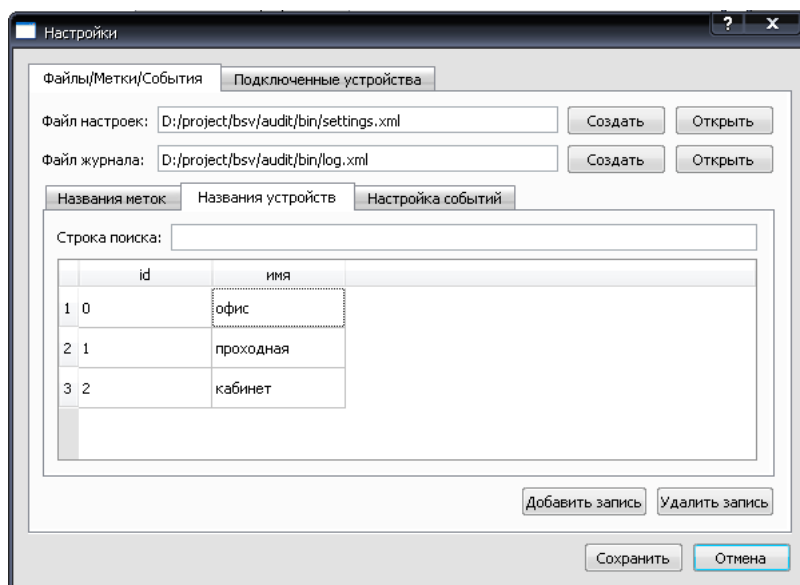 Настройки
? x
Файлы/Метки/События Подключенные устройства
Файл настроек: D:/project/bsv/audit/bin/settings.xml Создать Открыть
Файл журнала: D:/project/bsv/audit/bin/log.xml Создать Открыть
Названия меток Названия устройств Настройка событий
Строка поиска:
id имя
1 0 офис
2 1 проходная
3 2 кабинет
Добавить запись Удалить запись
Сохранить Отмена